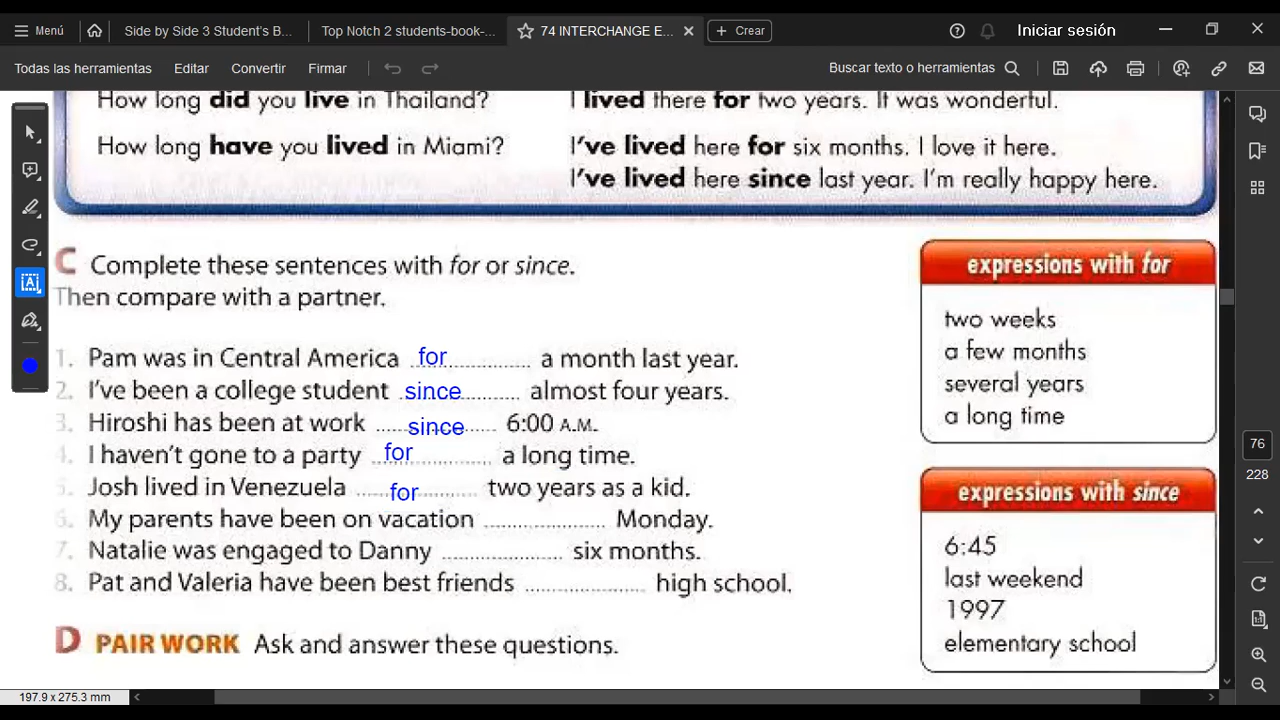 Menú
Side by Side 3 Student's B...
Top Notch 2 students-book-...
74 INTERCHANGE E...
Crear
Iniciar sesión
Todas las herramientas
Editar
Convertir
Firmar
Buscar texto o herramientas
How long did you live in Thailand?
I lived there for two years. It was wonderful.
How long have you lived in Miami?
I've lived here for six months. I love it here.
I've lived here since last year. I'm really happy here.
C Complete these sentences with for or since.
Then compare with a partner.
1. Pam was in Central America for a month last year.
2. I've been a college student since almost four years.
3. Hiroshi has been at work since 6:00 A.M.
4. I haven't gone to a party for a long time.
5. Josh lived in Venezuela for two years as a kid.
6. My parents have been on vacation .................... Monday.
7. Natalie was engaged to Danny .................... six months.
8. Pat and Valeria have been best friends .................... high school.
D PAIR WORK Ask and answer these questions.
expressions with for
two weeks
a few months
several years
a long time
expressions with since
6:45
last weekend
1997
elementary school
76
228
197.9 x 275.3 mm